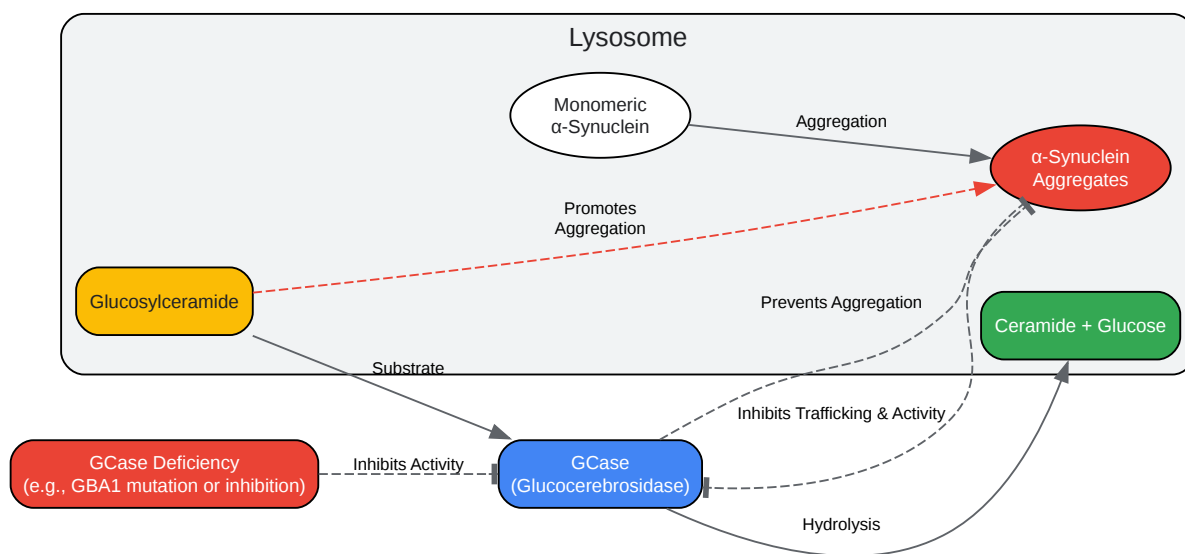 Lysosome
Monomeric
α-Synuclein
Aggregation
α-Synuclein
Aggregates
Promotes
Aggregation
Glucosylceramide
Prevents Aggregation
Ceramide + Glucose
Substrate
Inhibits Trafficking & Activity
GCase Deficiency
(e.g., GBA1 mutation or inhibition)
Inhibits Activity
GCase
(Glucocerebrosidase)
Hydrolysis